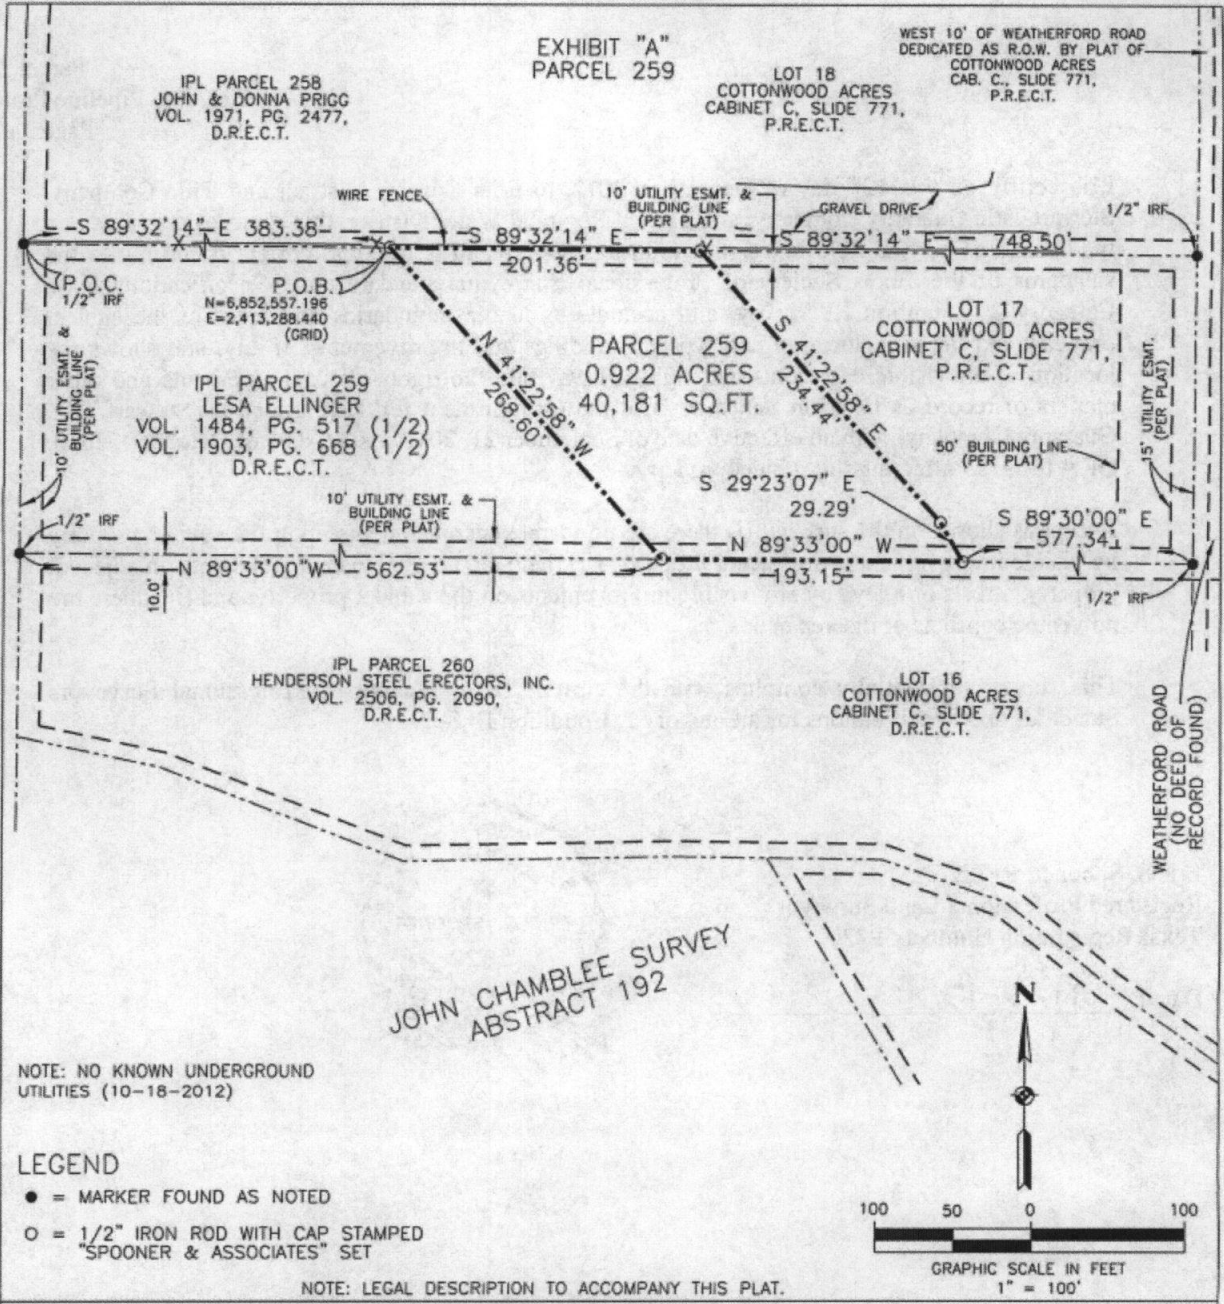 EXHIBIT "A"
PARCEL 259
WEST 10' OF WEATHERFORD ROAD
DEDICATED AS R.O.W. BY PLAT OF
COTTONWOOD ACRES
CAB. C., SLIDE 771,
P.R.E.C.T.
IPL PARCEL 258
JOHN & DONNA PRIGG
VOL. 1971, PG. 2477,
D.R.E.C.T.
LOT 18
COTTONWOOD ACRES
CABINET C, SLIDE 771,
P.R.E.C.T.
WIRE FENCE
10' UTILITY ESMT. &
BUILDING LINE
(PER PLAT)
GRAVEL DRIVE
1/2" IRF
S 89°32'14" E 383.38'
S 89°32'14" E
201.36'
S 89°32'14" E 748.50'
P.O.C.
1/2" IRF
P.O.B.
N=6,852,557.196
E=2,413,288.440
(GRID)
10' UTILITY ESMT. &
BUILDING LINE
(PER PLAT)
IPL PARCEL 259
LESA ELLINGER
VOL. 1484, PG. 517 (1/2)
VOL. 1903, PG. 668 (1/2)
D.R.E.C.T.
N 41°22'58" W
268.60'
PARCEL 259
0.922 ACRES
40,181 SQ.FT.
S 41°22'58" E
234.44'
LOT 17
COTTONWOOD ACRES
CABINET C, SLIDE 771,
P.R.E.C.T.
15' UTILITY ESMT.
(PER PLAT)
50' BUILDING LINE
(PER PLAT)
S 29°23'07" E
29.29'
10' UTILITY ESMT. &
BUILDING LINE
(PER PLAT)
1/2" IRF
S 89°30'00" E
577.34'
N 89°33'00" W
193.15'
N 89°33'00"W 562.53'
10.0'
1/2" IRF
IPL PARCEL 260
HENDERSON STEEL ERECTORS, INC.
VOL. 2506, PG. 2090,
D.R.E.C.T.
LOT 16
COTTONWOOD ACRES
CABINET C, SLIDE 771,
D.R.E.C.T.
WEATHERFORD ROAD
(NO DEED OF
RECORD FOUND)
JOHN CHAMBLEE SURVEY
ABSTRACT 192
N
NOTE: NO KNOWN UNDERGROUND
UTILITIES (10-18-2012)
LEGEND
● = MARKER FOUND AS NOTED
O = 1/2" IRON ROD WITH CAP STAMPED
"SPOONER & ASSOCIATES" SET
100 50 0 100
GRAPHIC SCALE IN FEET
1" = 100'
NOTE: LEGAL DESCRIPTION TO ACCOMPANY THIS PLAT.